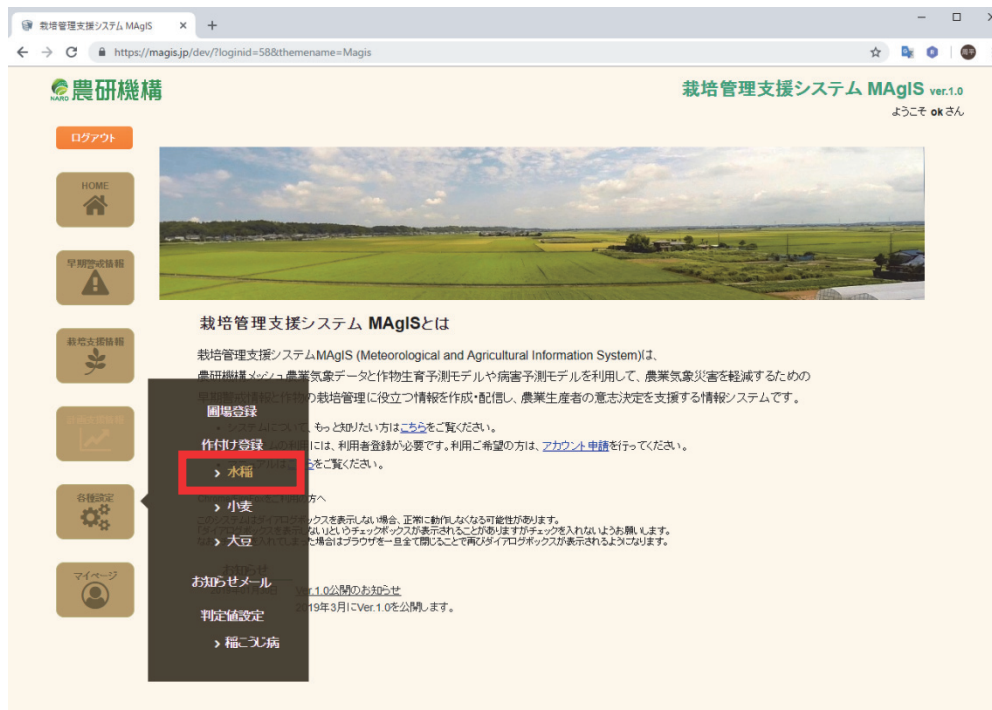 栽培管理支援システム MAgIS
https://magis.jp/dev/?loginid=58&themename=Magis
NARO 農研機構
栽培管理支援システム MAgIS ver.1.0
ようこそ ok さん
ログアウト
HOME
早期警戒情報
栽培支援情報
各種設定
マイページ
栽培管理支援システム MAgISとは
栽培管理支援システムMAgIS (Meteorological and Agricultural Information System)は、
農研機構メッシュ農業気象データと作物生育予測モデルや病害予測モデルを利用して、農業気象災害を軽減するための
早期警戒情報と作物の栽培管理に役立つ情報を作成・配信し、農業生産者の意志決定を支援する情報システムです。
システムについて、もっと知りたい方はこちらをご覧ください。
の利用には、利用者登録が必要です。利用ご希望の方は、アカウント申請を行ってください。
をご覧ください。
方へ
このシステムはダイアログボックスを表示しない場合、正常に動作しなくなる可能性があります。
「ダイアログボックスを表示しない」というチェックボックスが表示されることがありますがチェックを入れないようお願いします。
た場合はブラウザを一旦全て閉じることで再びダイアログボックスが表示されるようになります。
お知らせ
Ver.1.0公開のお知らせ
2019年3月にVer.1.0を公開します。
圃場登録
作付け登録
› 水稲
› 小麦
› 大豆
お知らせメール
判定値設定
› 稲こうじ病